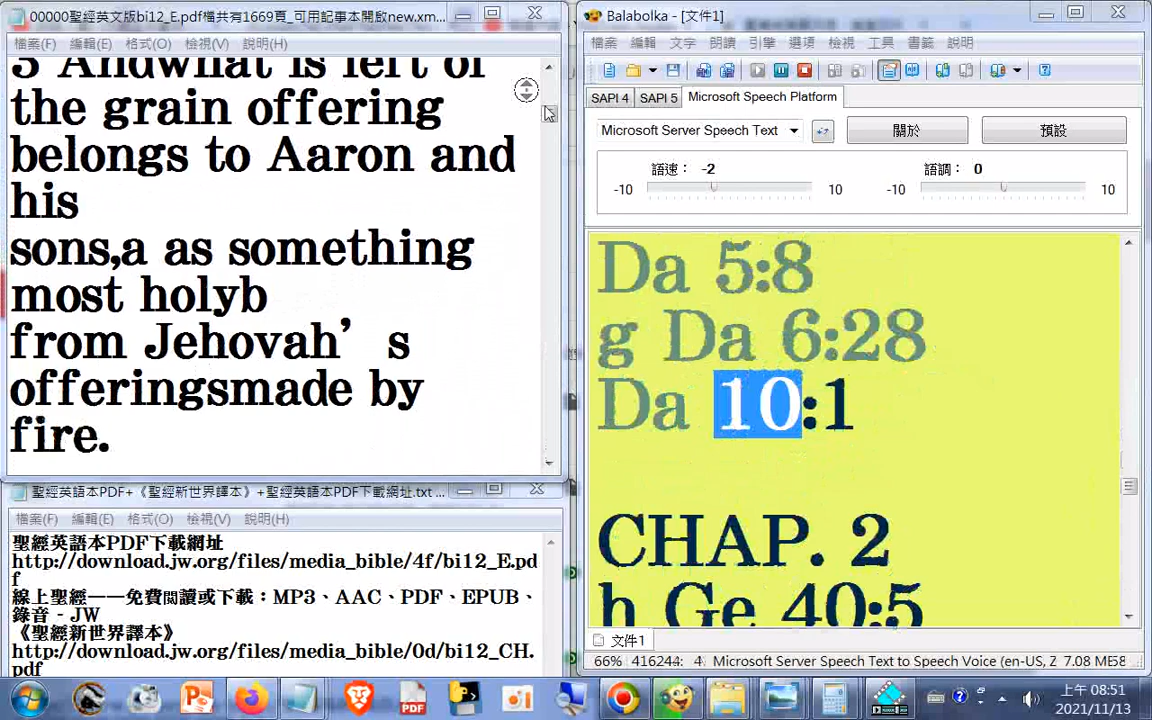 00000聖經英文版bi12_E.pdf檔共有1669頁_可用記事本開啟new.xm...
檔案(F) 編輯(E) 格式(O) 檢視(V) 說明(H)
3 Andwhat is left of
the grain offering
belongs to Aaron and
his
sons,a as something
most holyb
from Jehovah’s
offeringsmade by
fire.
聖經英語本PDF+《聖經新世界譯本》+聖經英語本PDF下載網址.txt ...
檔案(F) 編輯(E) 格式(O) 檢視(V) 說明(H)
聖經英語本PDF下載網址
http://download.jw.org/files/media_bible/4f/bi12_E.pd
f
線上聖經——免費閱讀或下載：MP3、AAC、PDF、EPUB、
錄音 - JW
《聖經新世界譯本》
http://download.jw.org/files/media_bible/0d/bi12_CH.
pdf
Balabolka - [文件1]
檔案 編輯 文字 朗讀 引擎 選項 檢視 工具 書籤 說明
SAPI 4 SAPI 5 Microsoft Speech Platform
Microsoft Server Speech Text 關於 預設
語速： -2 語調： 0
-10 10 -10 10
Da 5:8
g Da 6:28
Da 10:1
CHAP. 2
h Ge 40:5
文件1
66% 416244: 4 Microsoft Server Speech Text to Speech Voice (en-US, Z 7.08 ME58
上午 08:51
2021/11/13